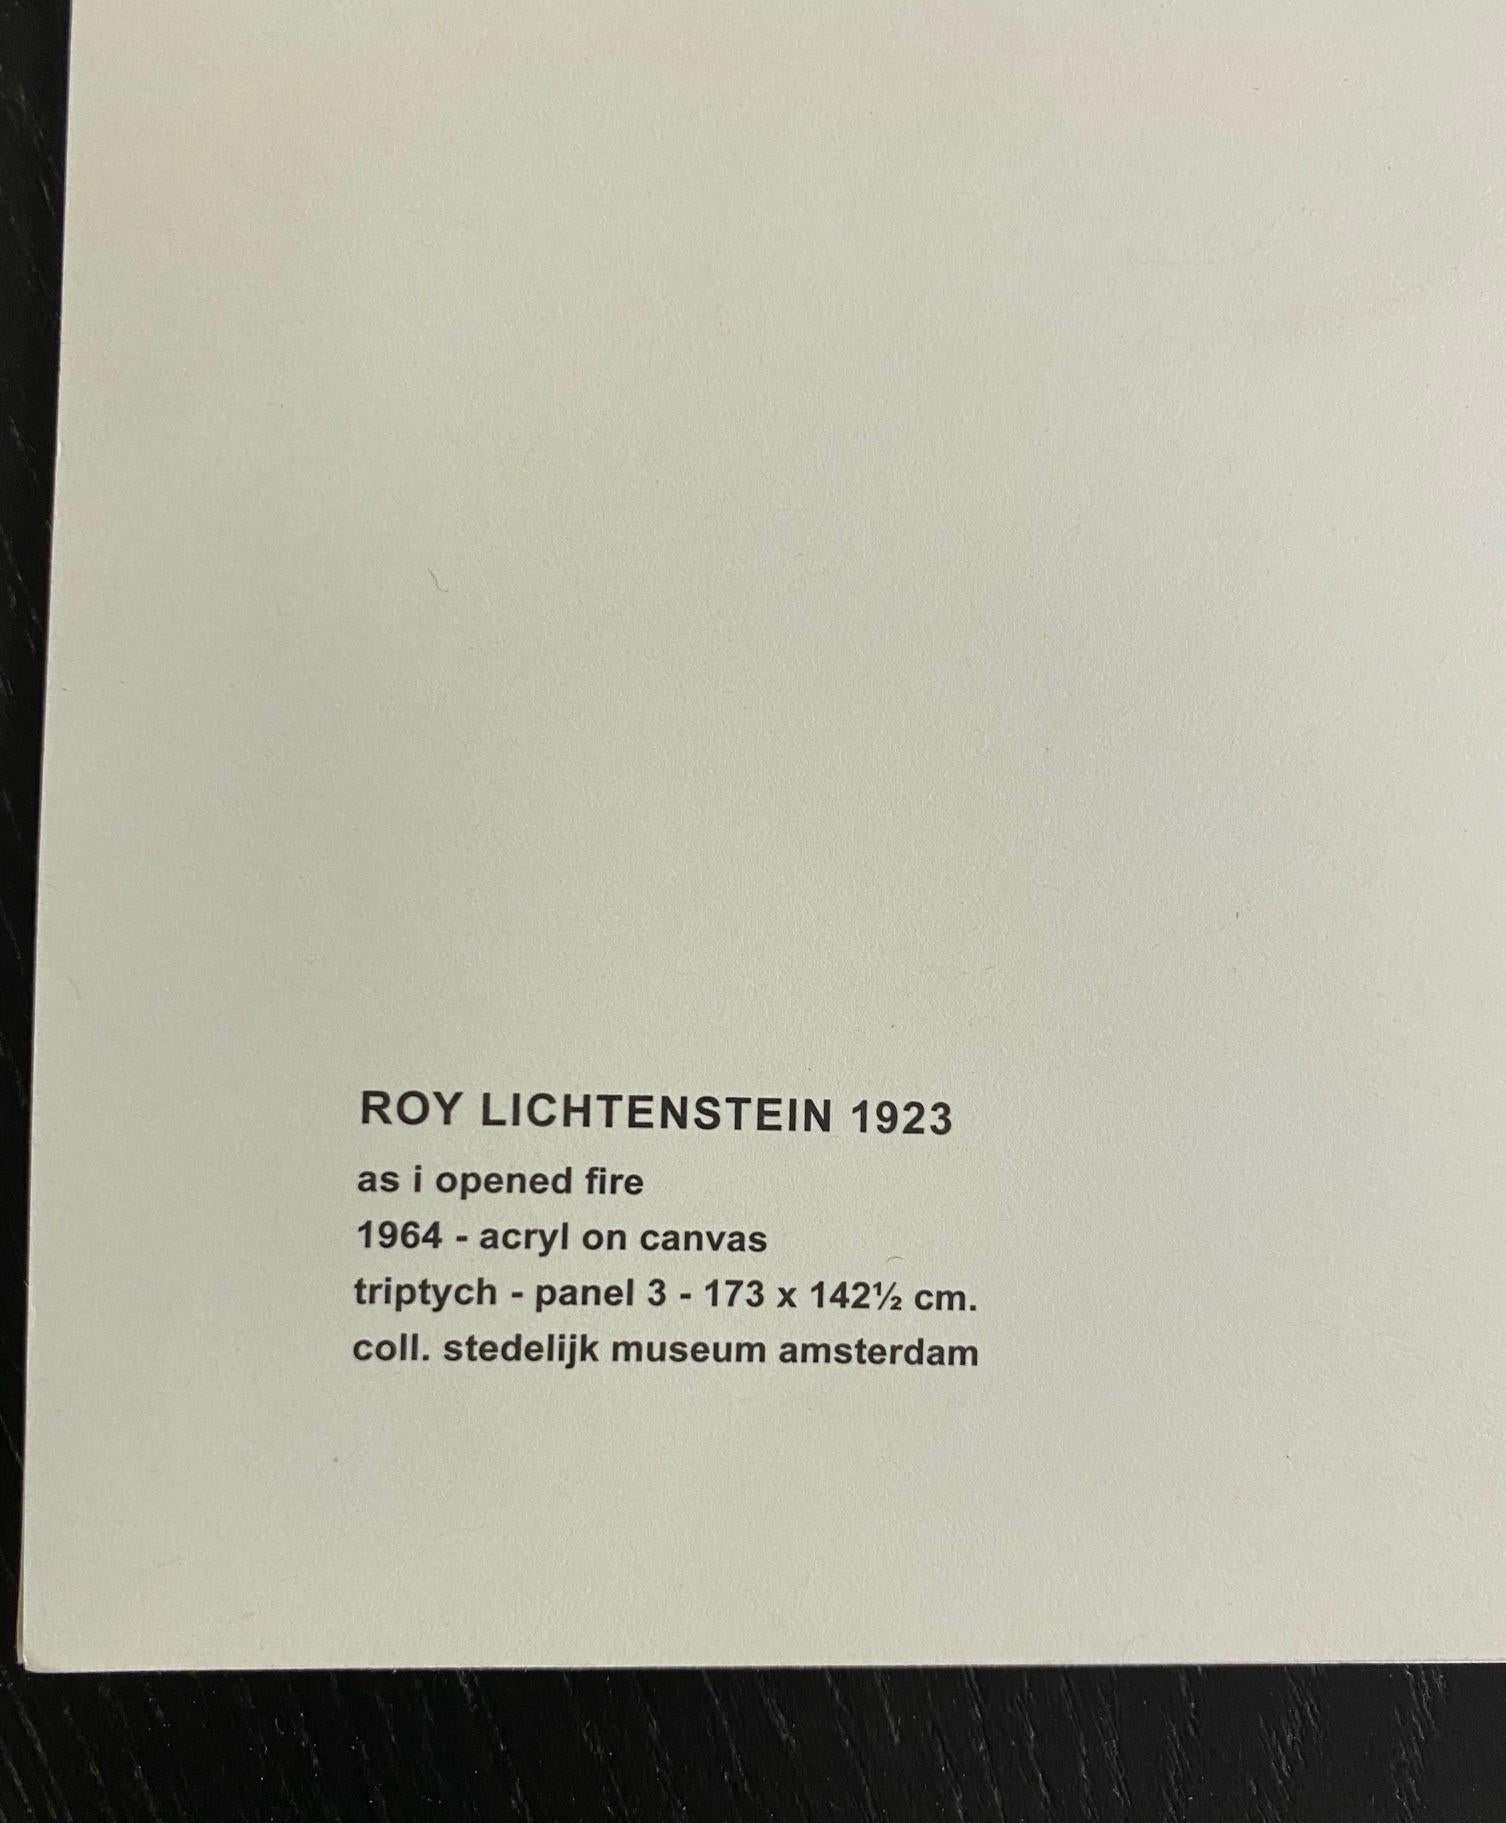 ROY LICHTENSTEIN 1923
as i opened fire
1964 - acryl on canvas
triptych - panel 3 - 173 x 142½ cm.
coll. stedelijk museum amsterdam